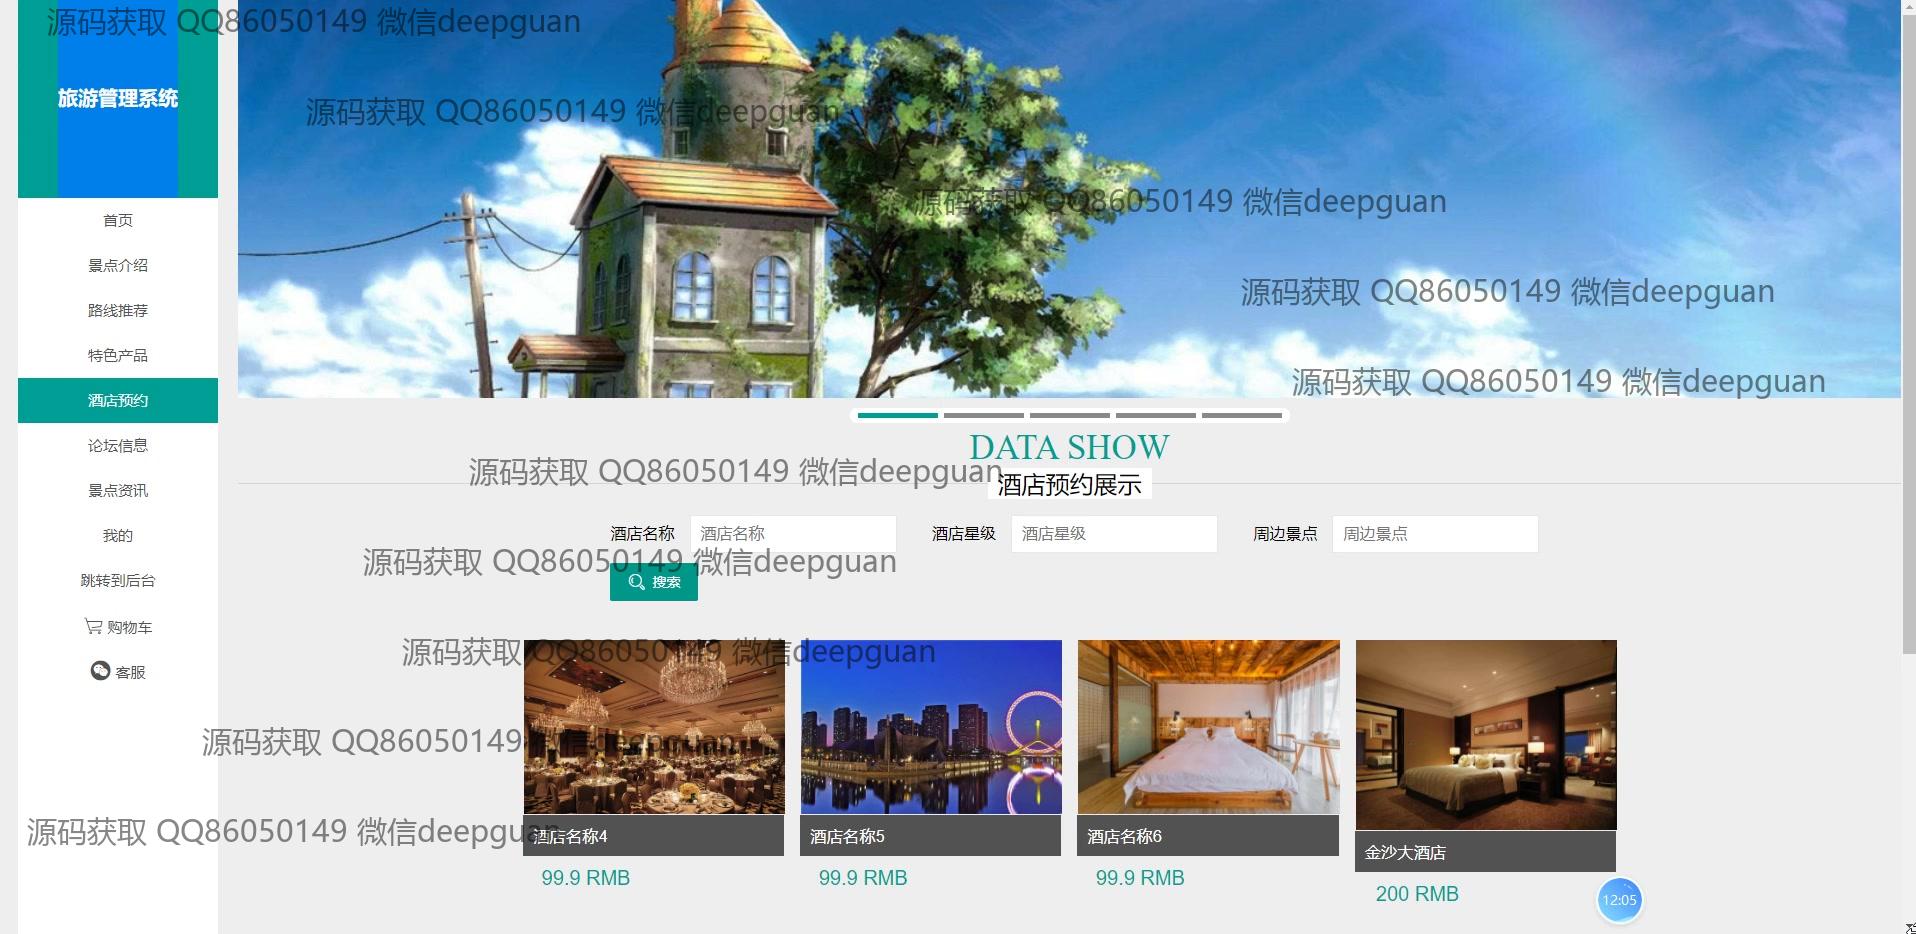 源码获取 QQ86050149 微信deepguan
旅游管理系统
源码获取 QQ86050149 微信deepguan
源码获取 QQ86050149 微信deepguan
首页
景点介绍
源码获取 QQ86050149 微信deepguan
路线推荐
特色产品
源码获取 QQ86050149 微信deepguan
酒店预约
论坛信息
DATA SHOW
源码获取 QQ86050149 微信deepguan
酒店预约展示
景点资讯
我的
酒店名称 酒店名称 酒店星级 酒店星级 周边景点 周边景点
源码获取 QQ86050149 微信deepguan
跳转到后台
搜索
购物车
源码获取 QQ86050149 微信deepguan
客服
源码获取 QQ86050149 微信deepguan
源码获取 QQ86050149 微信deepguan
酒店名称4 酒店名称5 酒店名称6 金沙大酒店
99.9 RMB 99.9 RMB 99.9 RMB 200 RMB
12:05